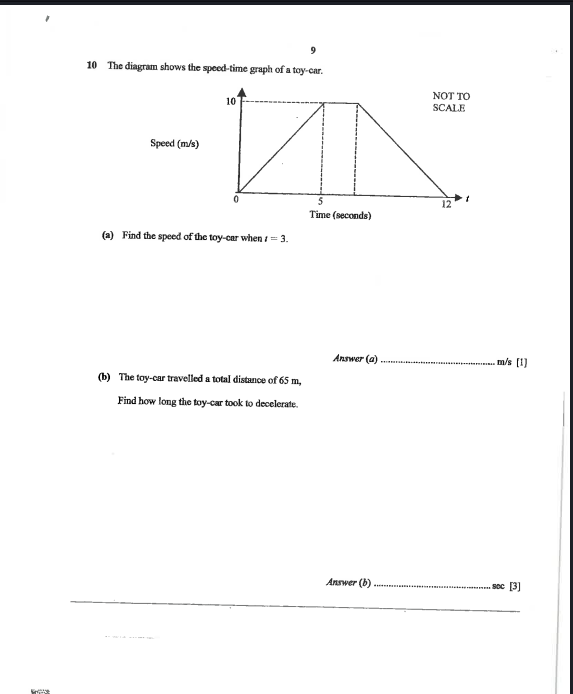 9
10 The diagram shows the speed-time graph of a toy-car.
NOT TO
SCALE
10
Speed (m/s)
0
5
12
t
Time (seconds)
(a) Find the speed of the toy-car when t = 3.
Answer (a) ................................................ m/s [1]
(b) The toy-car travelled a total distance of 65 m,
Find how long the toy-car took to decelerate.
Answer (b) ................................................ sec [3]